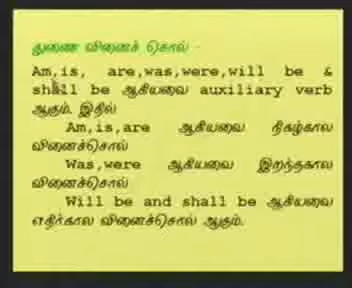 துணை வினைச் சொல் -
Am,is, are,was,were,will be &
shall be ஆகியவை auxiliary verb
ஆகும். இதில்
Am,is,are ஆகியவை நிகழ்கால
வினைச்சொல்
Was,were ஆகியவை இறந்தகால
வினைச்சொல்
Will be and shall be ஆகியவை
எதிர்கால வினைச்சொல் ஆகும்.